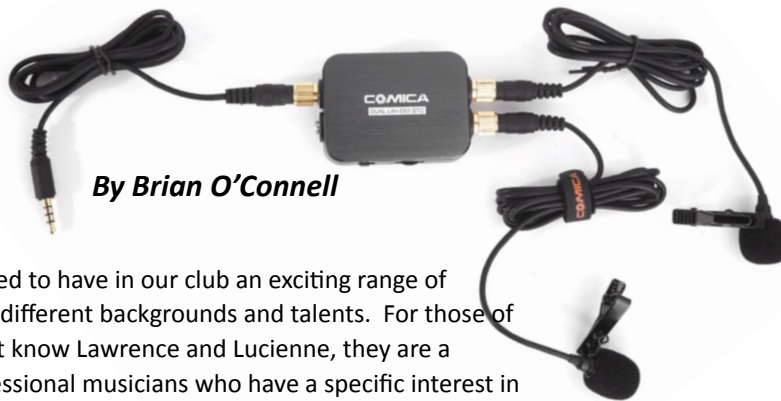 COMICA
COMICA
By Brian O’Connell
ed to have in our club an exciting range of
different backgrounds and talents. For those of
t know Lawrence and Lucienne, they are a
essional musicians who have a specific interest in